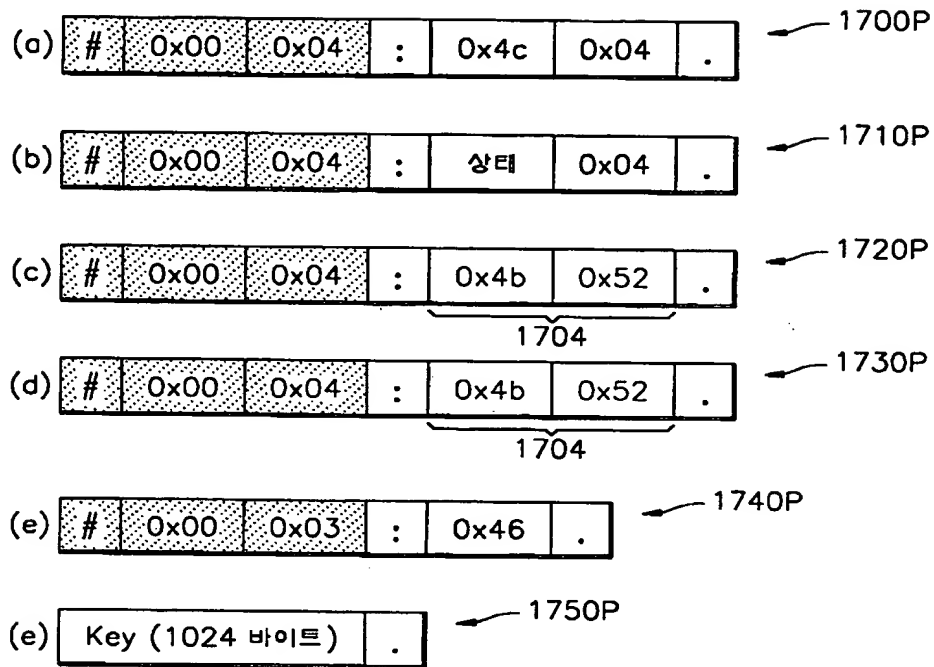 (a) # 0x00 0x04 : 0x4c 0x04 . 1700P
(b) # 0x00 0x04 : 상태 0x04 . 1710P
(c) # 0x00 0x04 : 0x4b 0x52 . 1720P
1704
(d) # 0x00 0x04 : 0x4b 0x52 . 1730P
1704
(e) # 0x00 0x03 : 0x46 . 1740P
(e) Key (1024 바이트) . 1750P